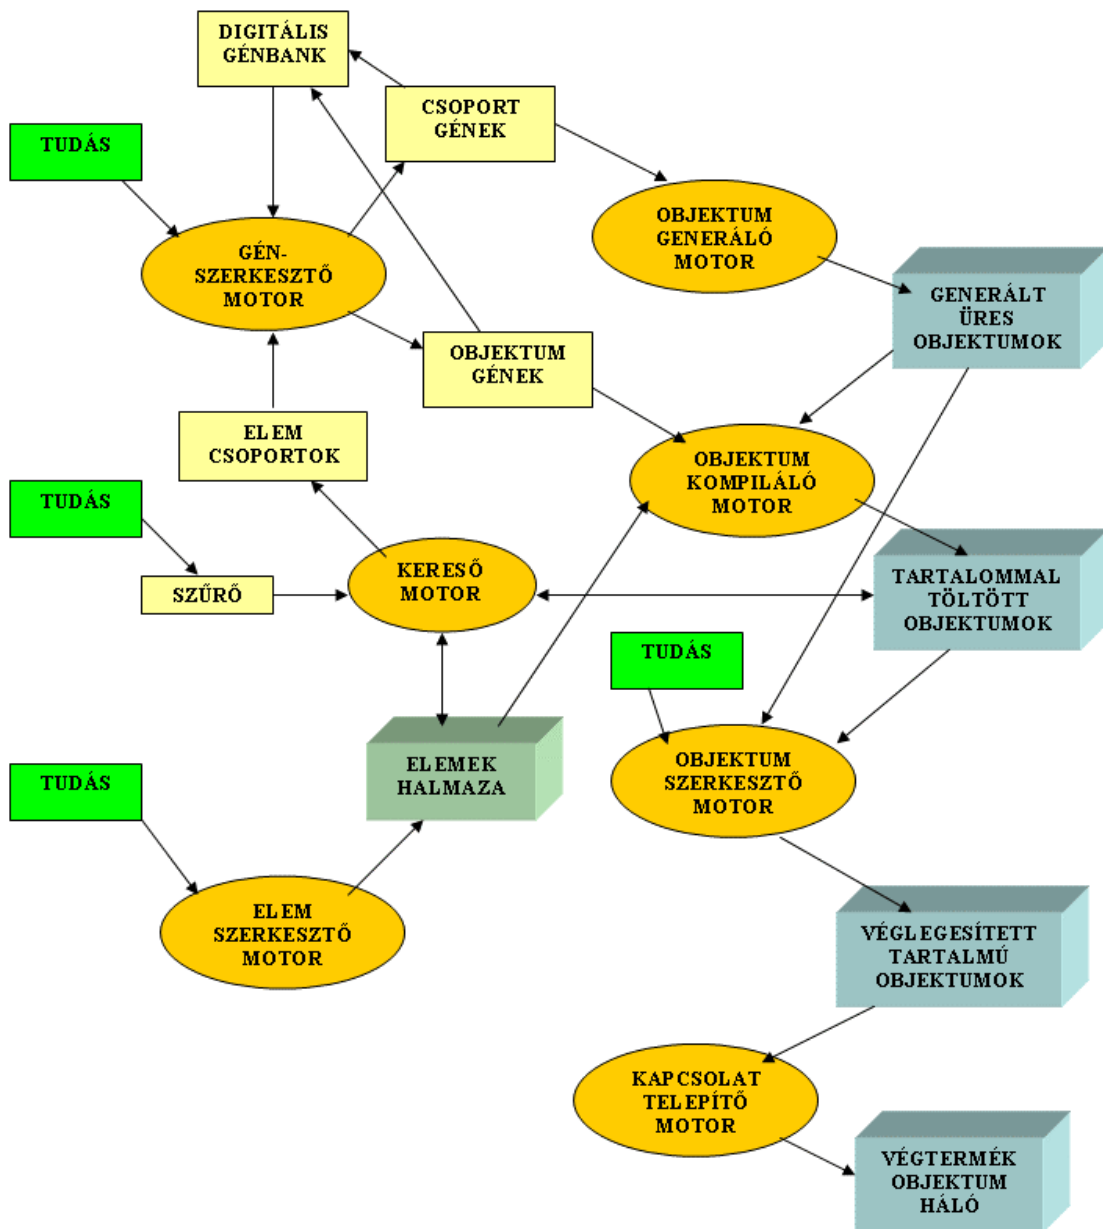 DIGITÁLIS
GÉNBANK
CSOPORT
GÉNEK
TUDÁS
OBJEKTUM
GENERÁLÓ
MOTOR
GÉN-
SZERKESZTŐ
MOTOR
GENERÁLT
ÜRES
OBJEKTUMOK
OBJEKTUM
GÉNEK
ELEM
CSOPORTOK
OBJEKTUM
KOMPILÁLÓ
MOTOR
TUDÁS
SZŰRŐ
KERESŐ
MOTOR
TARTALOMMAL
TÖLTÖTT
OBJEKTUMOK
TUDÁS
ELEMEK
HALMAZA
OBJEKTUM
SZERKESZTŐ
MOTOR
TUDÁS
ELEM
SZERKESZTŐ
MOTOR
VÉGLEGESÍTETT
TARTALMÚ
OBJEKTUMOK
KAPCSOLAT
TELEPÍTŐ
MOTOR
VÉGTERMÉK
OBJEKTUM
HÁLÓ